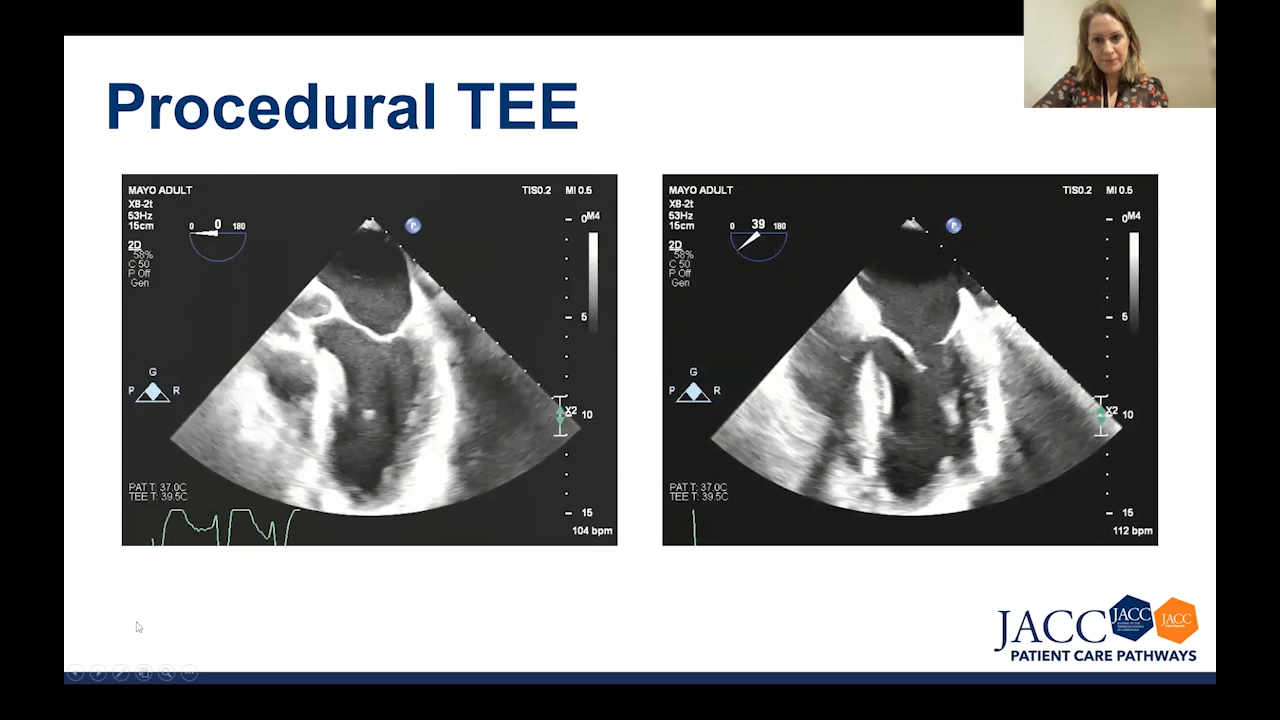 Procedural TEE
MAYO ADULT
TIS0.2 MI 0.5
X8-2t
53Hz
15cm
2D
58%
C 50
P Off
Gen
0 0 180
P
0 M4
5
G
P R
X2 10
PAT T: 37.0C
TEE T: 39.5C
15
104 bpm
MAYO ADULT
TIS0.2 MI 0.5
X8-2t
53Hz
15cm
2D
58%
C 50
P Off
Gen
0 39 180
P
0 M4
5
G
P R
X2 10
PAT T: 37.0C
TEE T: 39.5C
15
112 bpm
JACC JACC JACC
PATIENT CARE PATHWAYS